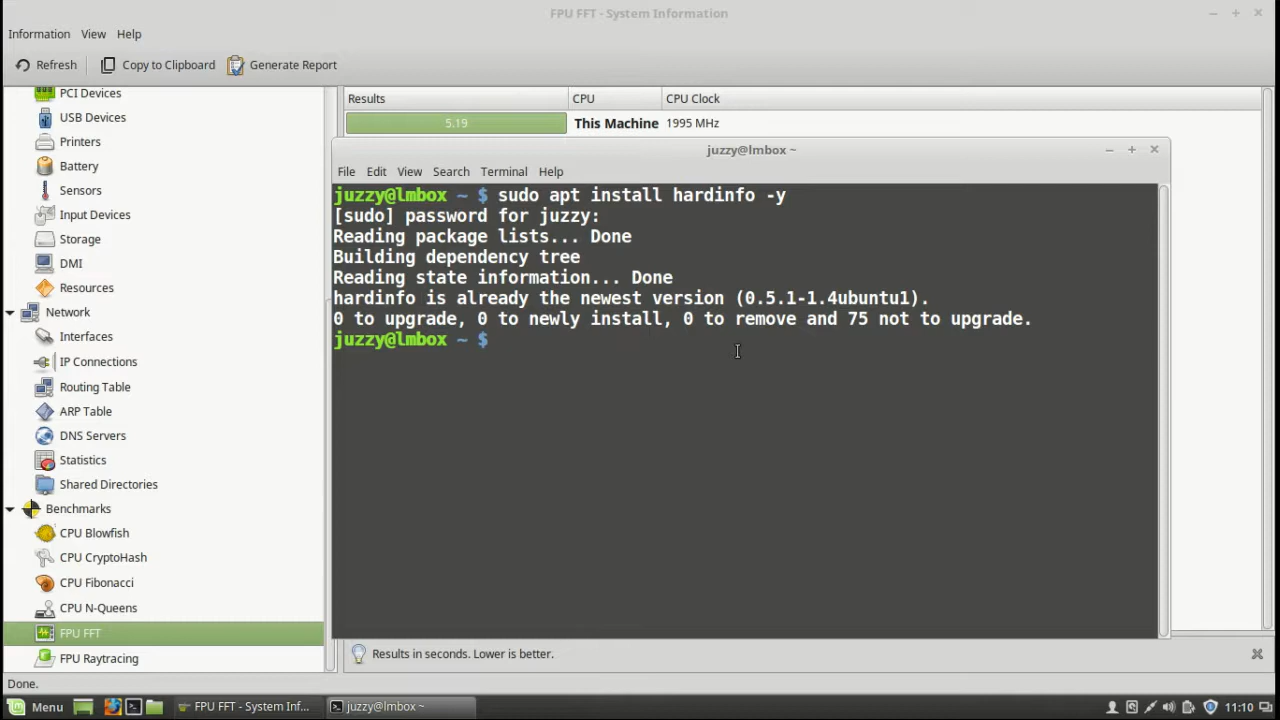 FPU FFT - System Information
Information View Help
Refresh Copy to Clipboard Generate Report
PCI Devices
USB Devices
Printers
Battery
Sensors
Input Devices
Storage
DMI
Resources
Network
Interfaces
IP Connections
Routing Table
ARP Table
DNS Servers
Statistics
Shared Directories
Benchmarks
CPU Blowfish
CPU CryptoHash
CPU Fibonacci
CPU N-Queens
FPU FFT
FPU Raytracing
Results CPU CPU Clock
5.19 This Machine 1995 MHz
juzzy@lmbox ~
File Edit View Search Terminal Help
juzzy@lmbox ~ $ sudo apt install hardinfo -y
[sudo] password for juzzy:
Reading package lists... Done
Building dependency tree
Reading state information... Done
hardinfo is already the newest version (0.5.1-1.4ubuntu1).
0 to upgrade, 0 to newly install, 0 to remove and 75 not to upgrade.
juzzy@lmbox ~ $
Results in seconds. Lower is better.
Done.
Menu FPU FFT - System Inf... juzzy@lmbox ~ 11:10